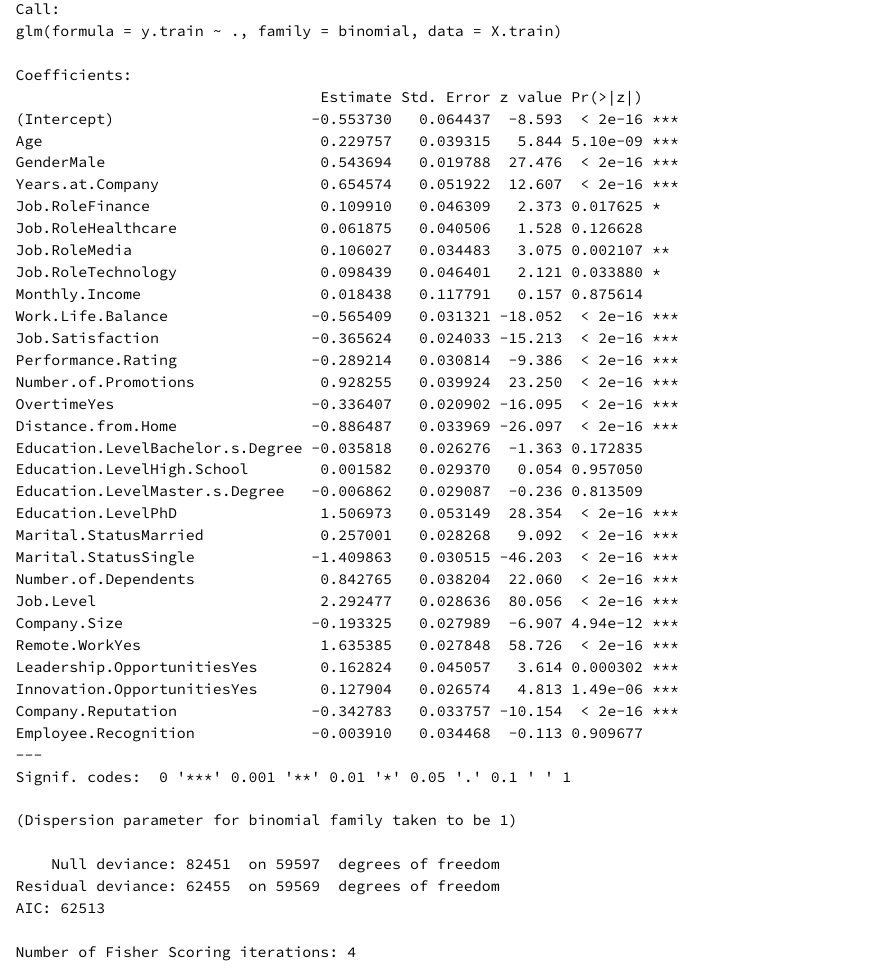 Call:
glm(formula = y.train ~ ., family = binomial, data = X.train)
Coefficients:
Estimate Std. Error z value Pr(>|z|)
(Intercept) -0.553730 0.064437 -8.593 < 2e-16 ***
Age 0.229757 0.039315 5.844 5.10e-09 ***
GenderMale 0.543694 0.019788 27.476 < 2e-16 ***
Years.at.Company 0.654574 0.051922 12.607 < 2e-16 ***
Job.RoleFinance 0.109910 0.046309 2.373 0.017625 *
Job.RoleHealthcare 0.061875 0.040506 1.528 0.126628
Job.RoleMedia 0.106027 0.034483 3.075 0.002107 **
Job.RoleTechnology 0.098439 0.046401 2.121 0.033880 *
Monthly.Income 0.018438 0.117791 0.157 0.875614
Work.Life.Balance -0.565409 0.031321 -18.052 < 2e-16 ***
Job.Satisfaction -0.365624 0.024033 -15.213 < 2e-16 ***
Performance.Rating -0.289214 0.030814 -9.386 < 2e-16 ***
Number.of.Promotions 0.928255 0.039924 23.250 < 2e-16 ***
OvertimeYes -0.336407 0.020902 -16.095 < 2e-16 ***
Distance.from.Home -0.886487 0.033969 -26.097 < 2e-16 ***
Education.LevelBachelor.s.Degree -0.035818 0.026276 -1.363 0.172835
Education.LevelHigh.School 0.001582 0.029370 0.054 0.957050
Education.LevelMaster.s.Degree -0.006862 0.029087 -0.236 0.813509
Education.LevelPhD 1.506973 0.053149 28.354 < 2e-16 ***
Marital.StatusMarried 0.257001 0.028268 9.092 < 2e-16 ***
Marital.StatusSingle -1.409863 0.030515 -46.203 < 2e-16 ***
Number.of.Dependents 0.842765 0.038204 22.060 < 2e-16 ***
Job.Level 2.292477 0.028636 80.056 < 2e-16 ***
Company.Size -0.193325 0.027989 -6.907 4.94e-12 ***
Remote.WorkYes 1.635385 0.027848 58.726 < 2e-16 ***
Leadership.OpportunitiesYes 0.162824 0.045057 3.614 0.000302 ***
Innovation.OpportunitiesYes 0.127904 0.026574 4.813 1.49e-06 ***
Company.Reputation -0.342783 0.033757 -10.154 < 2e-16 ***
Employee.Recognition -0.003910 0.034468 -0.113 0.909677
---
Signif. codes: 0 '***' 0.001 '**' 0.01 '*' 0.05 '.' 0.1 ' ' 1
(Dispersion parameter for binomial family taken to be 1)
Null deviance: 82451 on 59597 degrees of freedom
Residual deviance: 62455 on 59569 degrees of freedom
AIC: 62513
Number of Fisher Scoring iterations: 4